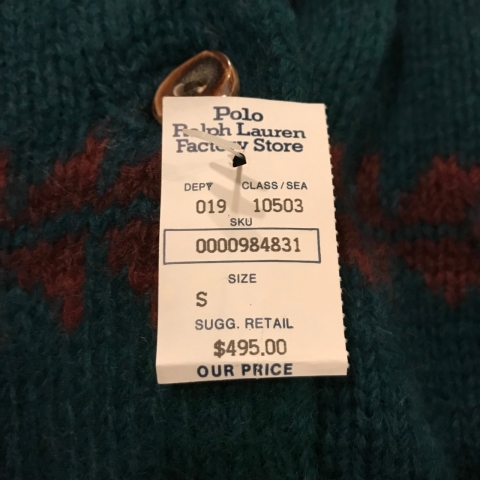 Polo
Ralph Lauren
Factory Store
DEPT CLASS/SEA
019 10503
SKU
0000984831
SIZE
S
SUGG. RETAIL
$495.00
OUR PRICE